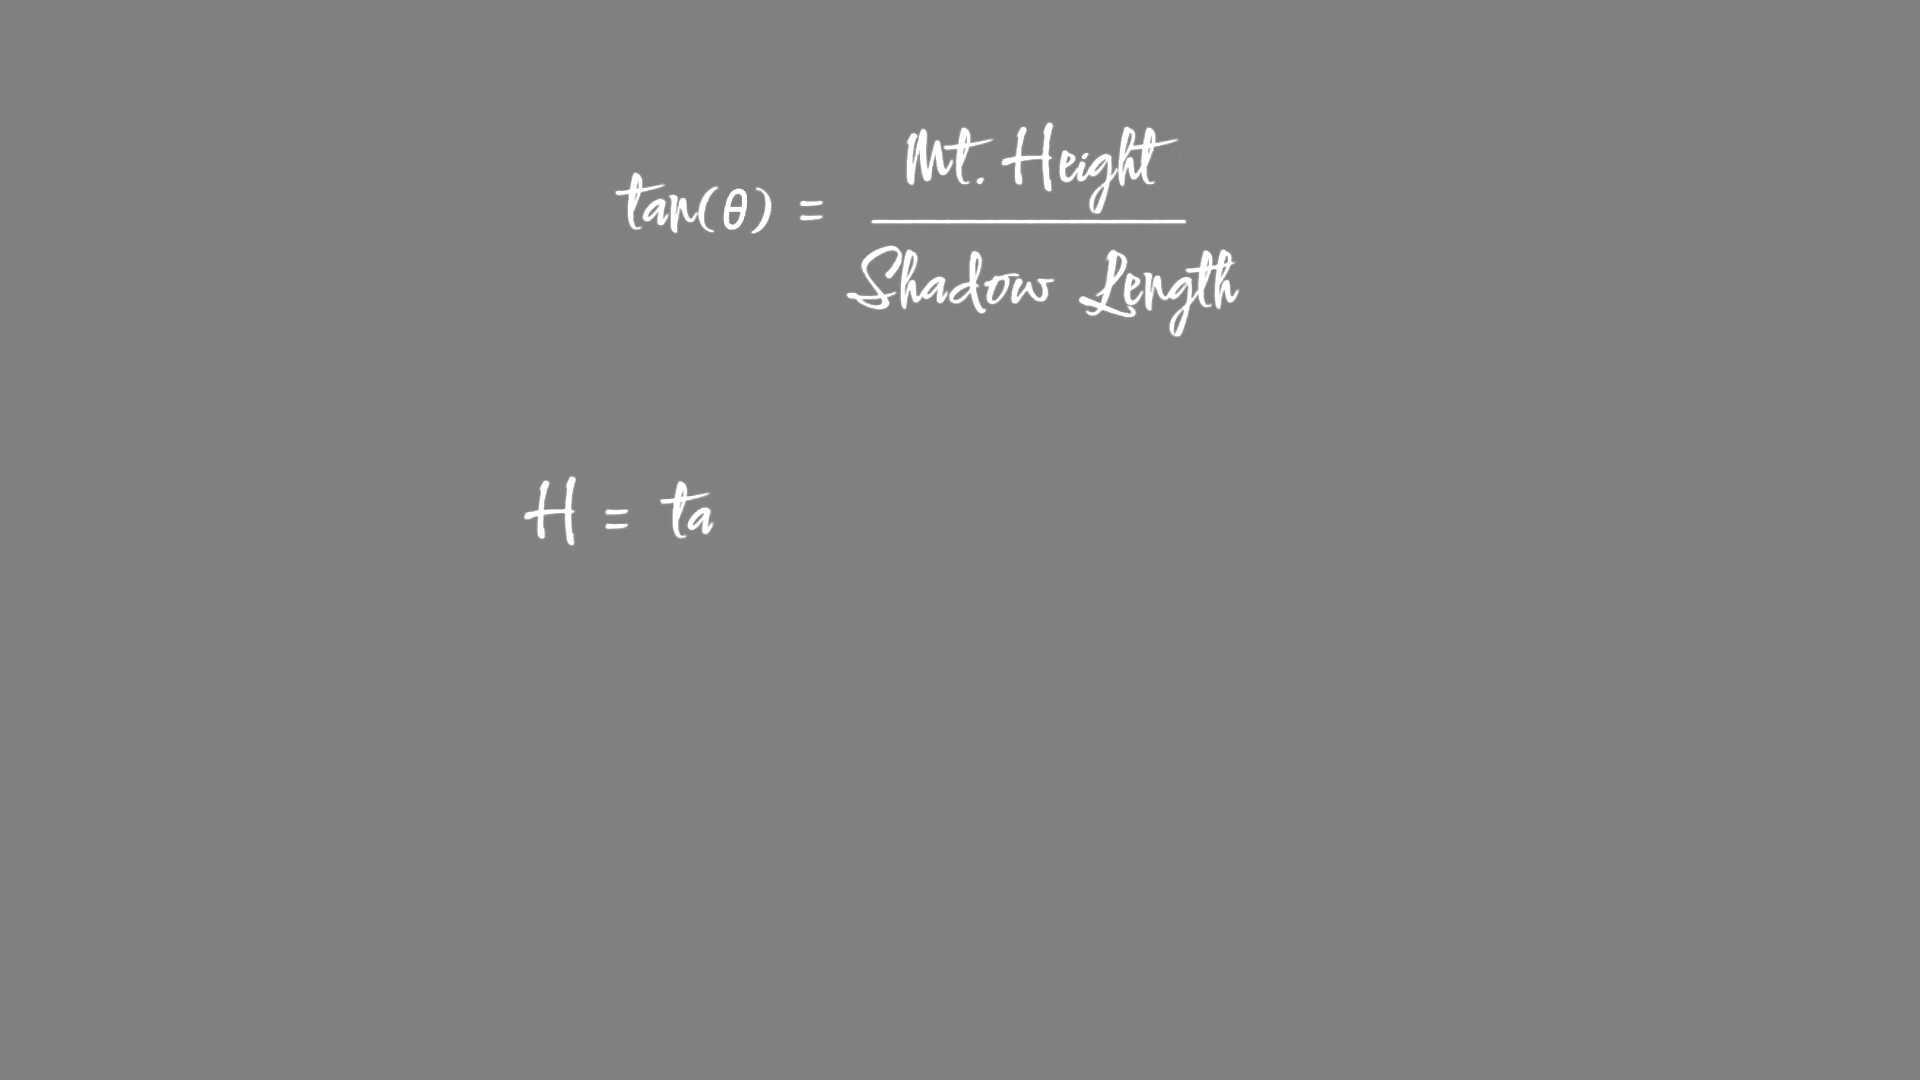 Mt. Height
tan(θ) =
Shadow Length
H = ta